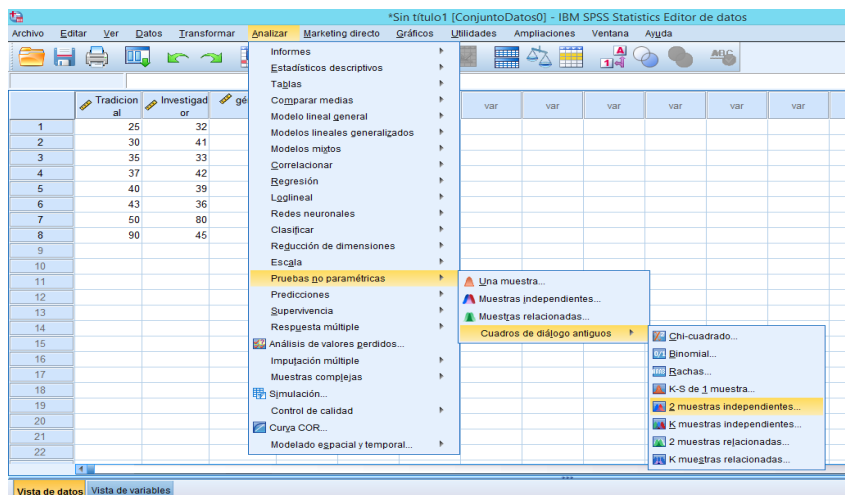 *Sin título1 [ConjuntoDatos0] - IBM SPSS Statistics Editor de datos
Archivo Editar Ver Datos Transformar Analizar Marketing directo Gráficos Utilidades Ampliaciones Ventana Ayuda
Informes
Estadísticos descriptivos
Tablas
Comparar medias
Modelo lineal general
Modelos lineales generalizados
Modelos mixtos
Correlacionar
Regresión
Loglineal
Redes neuronales
Clasificar
Reducción de dimensiones
Escala
Pruebas no paramétricas
Predicciones
Supervivencia
Respuesta múltiple
Análisis de valores perdidos...
Imputación múltiple
Muestras complejas
Simulación...
Control de calidad
Curva COR...
Modelado espacial y temporal...
Una muestra...
Muestras independientes...
Muestras relacionadas...
Cuadros de diálogo antiguos
Chi-cuadrado...
Binomial...
Rachas...
K-S de 1 muestra...
2 muestras independientes...
K muestras independientes...
2 muestras relacionadas...
K muestras relacionadas...
Tradicion
al
Investigad
or
gé
var var var var var
1 25 32
2 30 41
3 35 33
4 37 42
5 40 39
6 43 36
7 50 80
8 90 45
9
10
11
12
13
14
15
16
17
18
19
20
21
22
Vista de datos Vista de variables